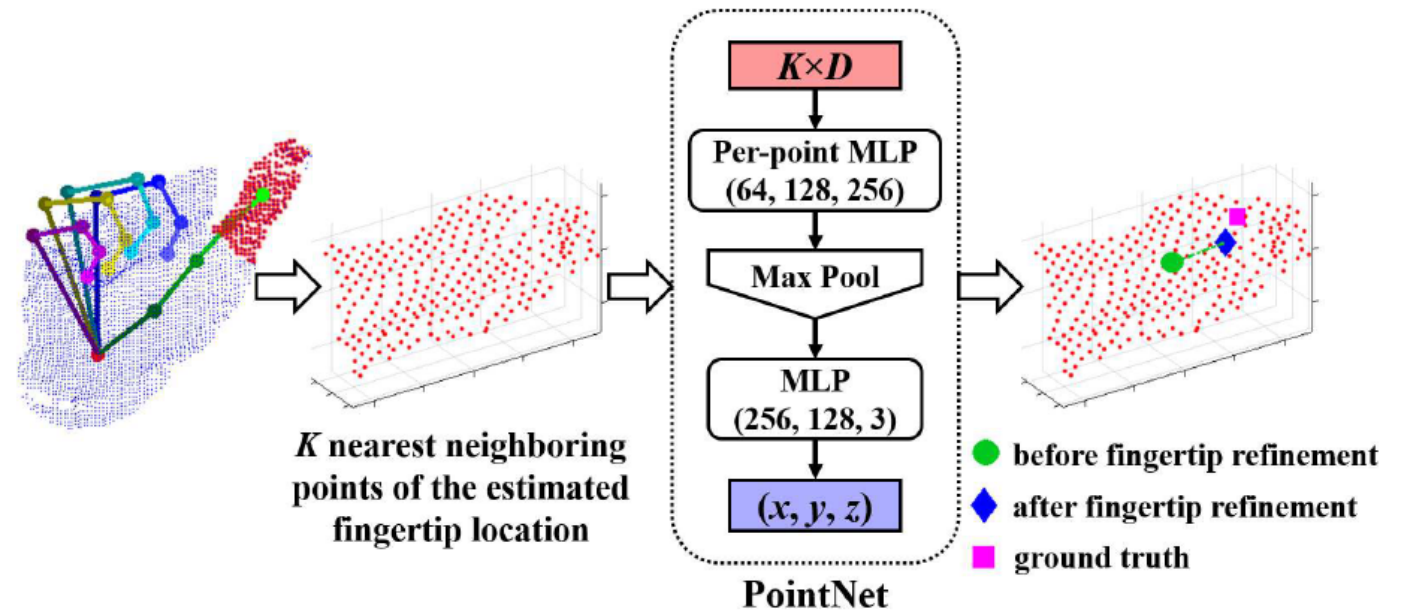 K×D
Per-point MLP
(64, 128, 256)
Max Pool
MLP
(256, 128, 3)
(x, y, z)
PointNet
K nearest neighboring
points of the estimated
fingertip location
before fingertip refinement
after fingertip refinement
ground truth